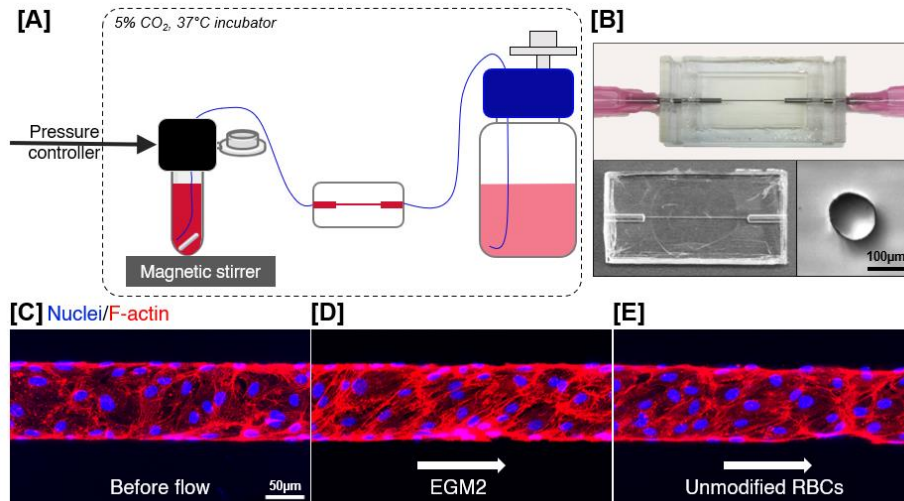 [A]
5% CO₂, 37°C incubator
Pressure
controller
Magnetic stirrer
[B]
100μm
[C] Nuclei/F-actin
Before flow
50μm
[D]
EGM2
[E]
Unmodified RBCs